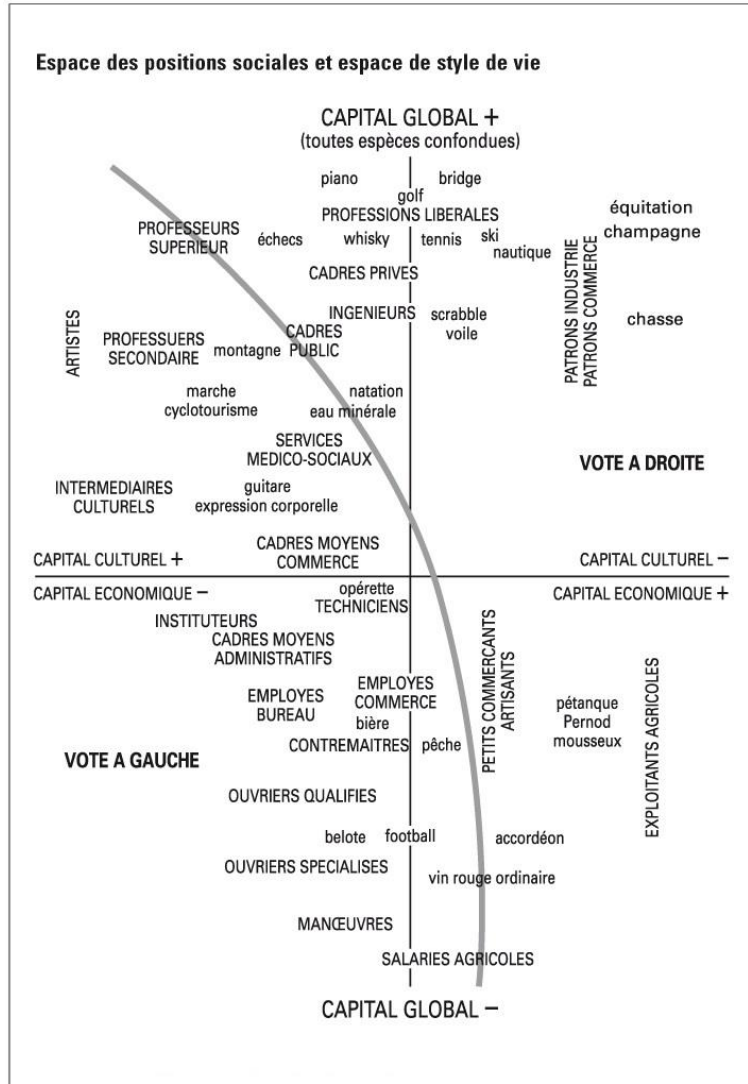 Espace des positions sociales et espace de style de vie
CAPITAL GLOBAL +
(toutes espèces confondues)
piano
bridge
golf
PROFESSIONS LIBERALES
équitation
champagne
PROFESSEURS
SUPERIEUR
échecs
whisky
tennis
ski
nautique
CADRES PRIVES
PATRONS INDUSTRIE
PATRONS COMMERCE
INGENIEURS
scrabble
voile
chasse
ARTISTES
PROFESSUERS
SECONDAIRE
montagne
CADRES
PUBLIC
marche
cyclotourisme
natation
eau minérale
SERVICES
MEDICO-SOCIAUX
VOTE A DROITE
INTERMEDIAIRES
CULTURELS
guitare
expression corporelle
CADRES MOYENS
COMMERCE
CAPITAL CULTUREL +
CAPITAL CULTUREL −
CAPITAL ECONOMIQUE −
CAPITAL ECONOMIQUE +
opérette
TECHNICIENS
INSTITUTEURS
CADRES MOYENS
ADMINISTRATIFS
PETITS COMMERCANTS
ARTISANTS
EXPLOITANTS AGRICOLES
EMPLOYES
BUREAU
EMPLOYES
COMMERCE
bière
pétanque
Pernod
mousseux
CONTREMAITRES
pêche
VOTE A GAUCHE
OUVRIERS QUALIFIES
belote
football
accordéon
OUVRIERS SPECIALISES
vin rouge ordinaire
MANŒUVRES
SALARIES AGRICOLES
CAPITAL GLOBAL −